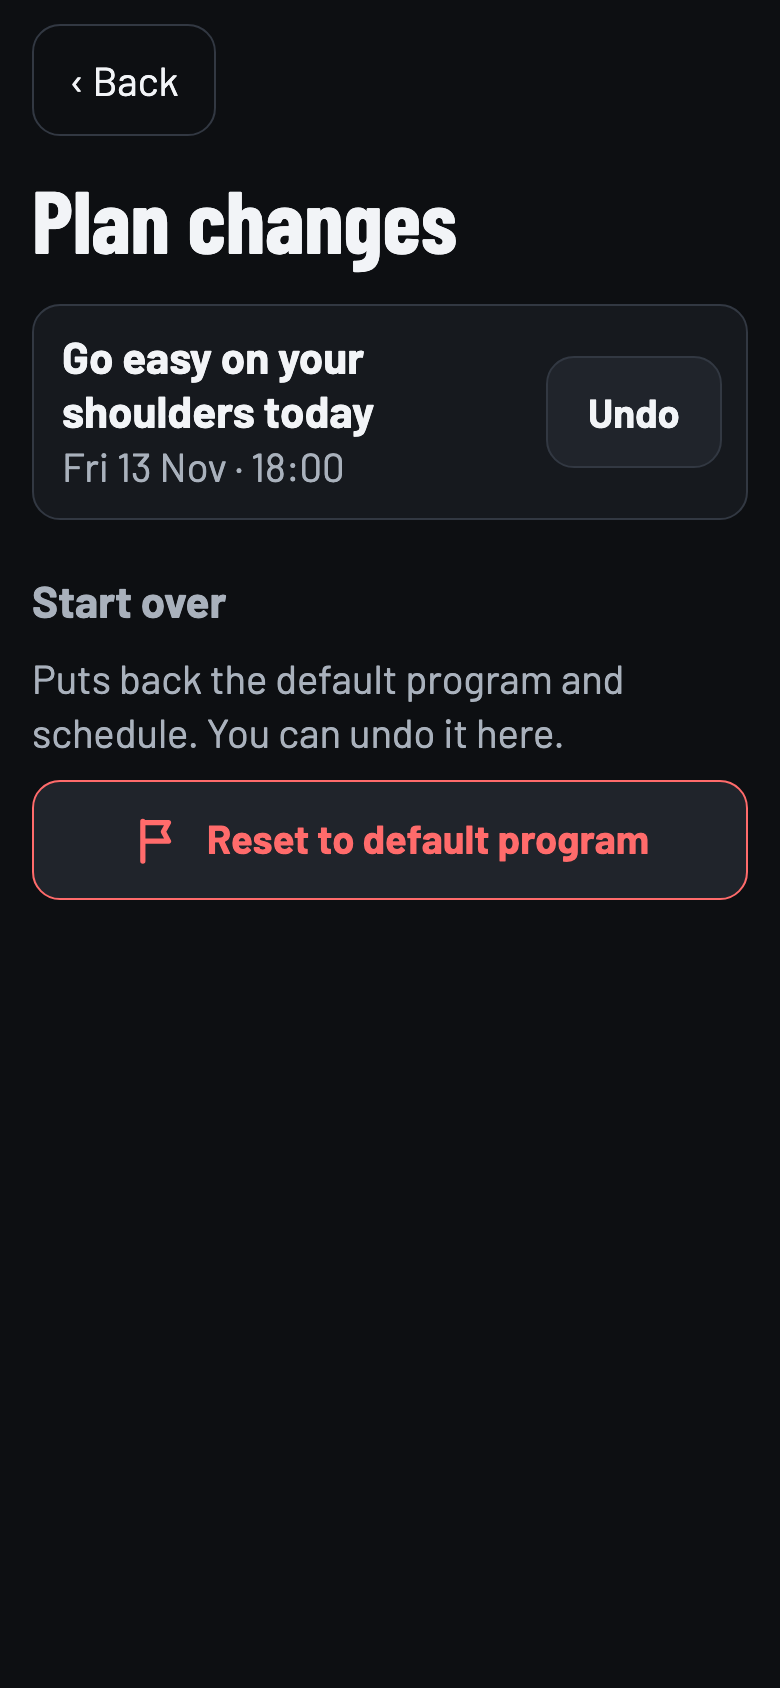 ‹ Back
Plan changes
Go easy on your
shoulders today
Fri 13 Nov · 18:00
Undo
Start over
Puts back the default program and
schedule. You can undo it here.
Reset to default program